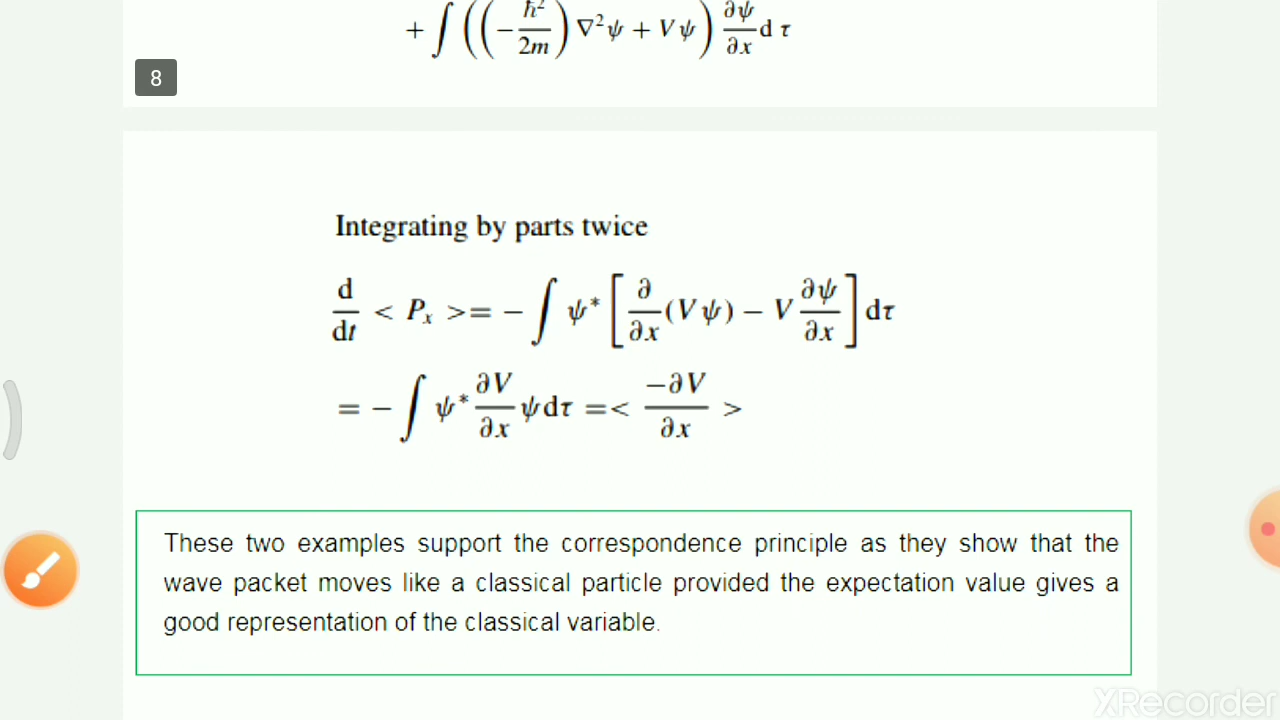 + ∫ ( ( − ħ²/2m ) ∇²ψ + Vψ ) ∂ψ/∂x d τ
8
Integrating by parts twice
d/dt < Pₓ >= − ∫ ψ* [ ∂/∂x (Vψ) − V ∂ψ/∂x ] dτ
= − ∫ ψ* ∂V/∂x ψdτ =< −∂V/∂x >
These two examples support the correspondence principle as they show that the
wave packet moves like a classical particle provided the expectation value gives a
good representation of the classical variable.
XRecorder